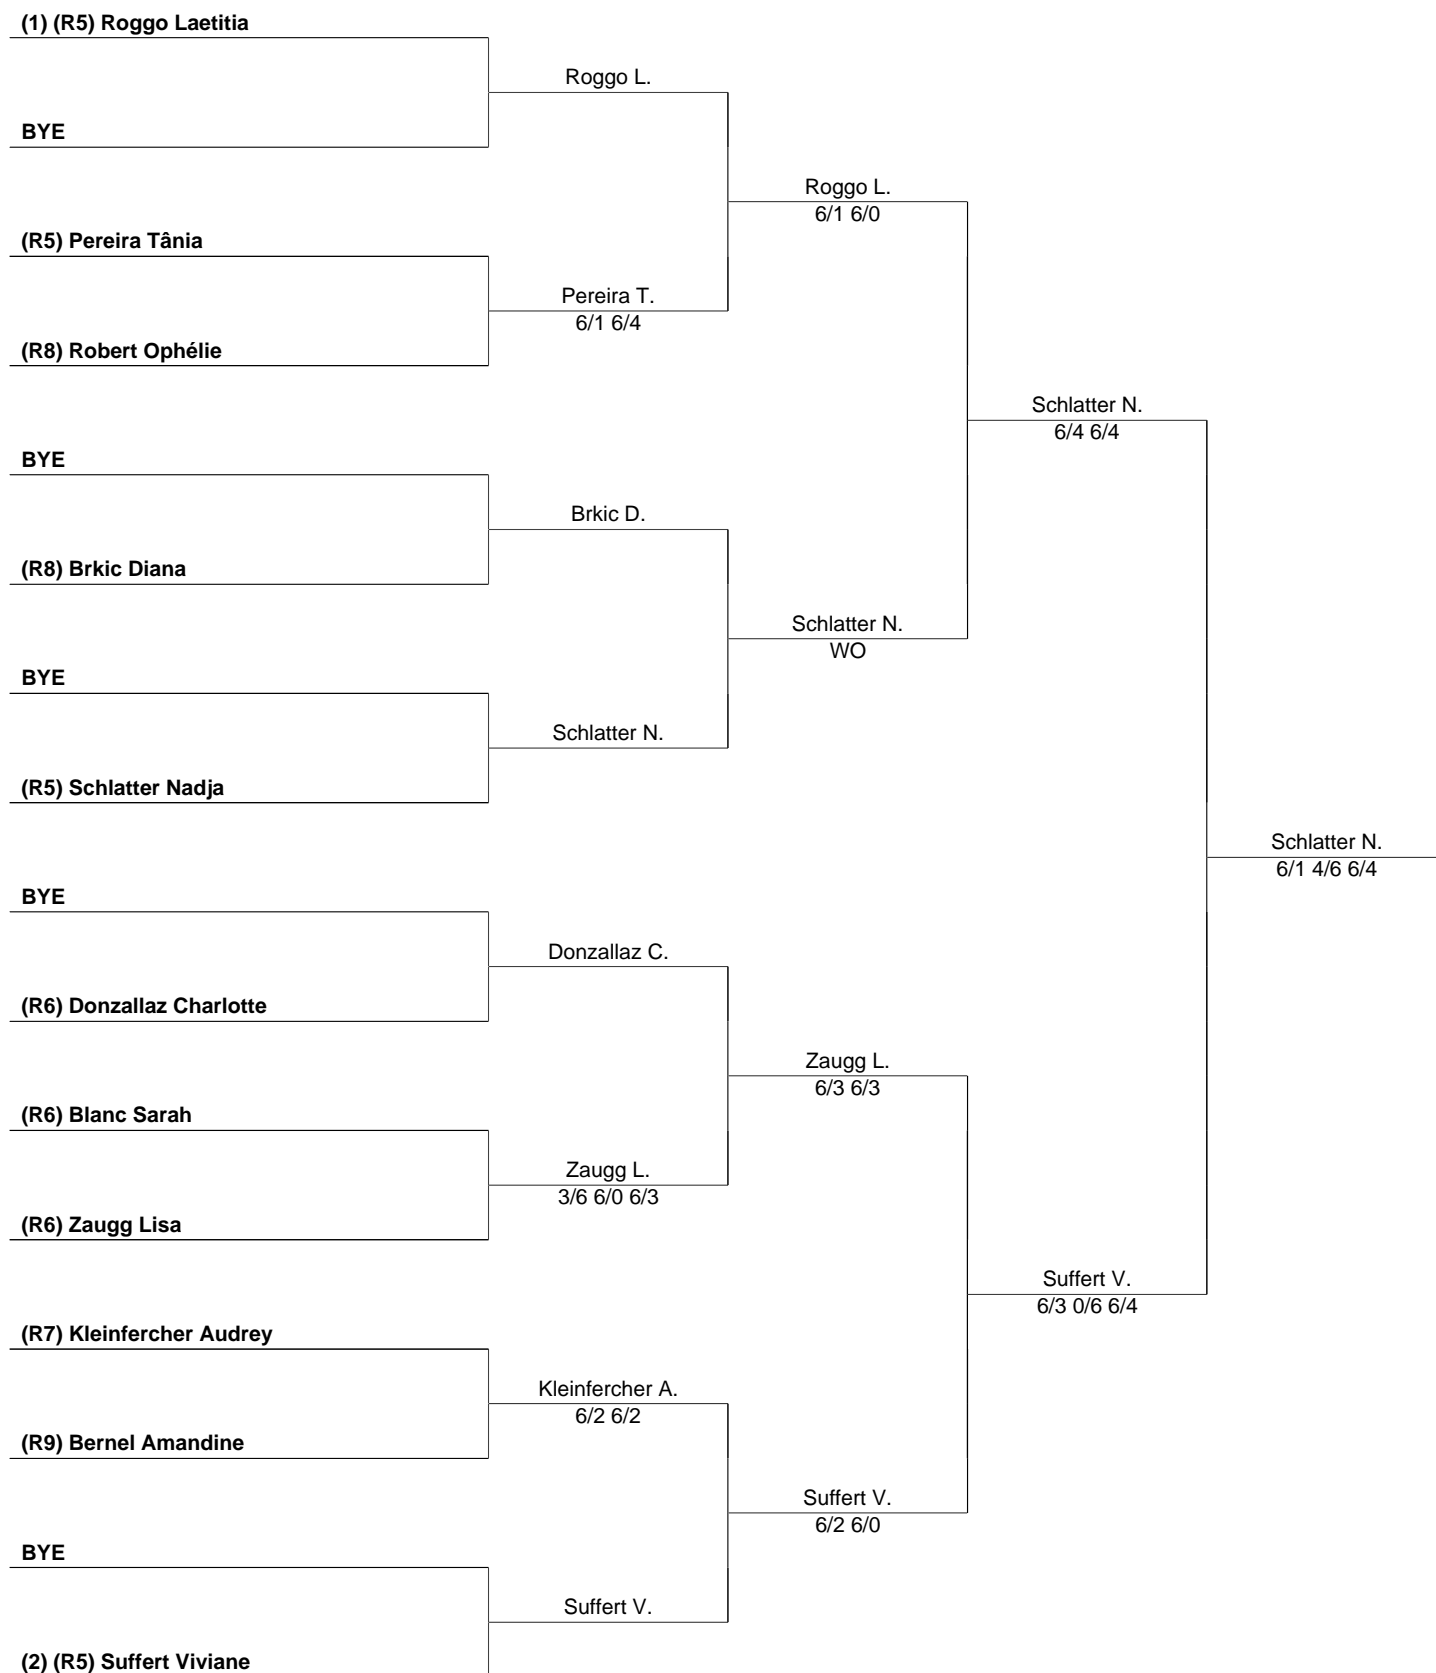 (1) (R5) Roggo Laetitia
Roggo L.
BYE
Roggo L.
6/1 6/0
(R5) Pereira Tânia
Pereira T.
6/1 6/4
(R8) Robert Ophélie
Schlatter N.
6/4 6/4
BYE
Brkic D.
(R8) Brkic Diana
Schlatter N.
WO
BYE
Schlatter N.
(R5) Schlatter Nadja
Schlatter N.
6/1 4/6 6/4
BYE
Donzallaz C.
(R6) Donzallaz Charlotte
Zaugg L.
6/3 6/3
(R6) Blanc Sarah
Zaugg L.
3/6 6/0 6/3
(R6) Zaugg Lisa
Suffert V.
6/3 0/6 6/4
(R7) Kleinfercher Audrey
Kleinfercher A.
6/2 6/2
(R9) Bernel Amandine
Suffert V.
6/2 6/0
BYE
Suffert V.
(2) (R5) Suffert Viviane